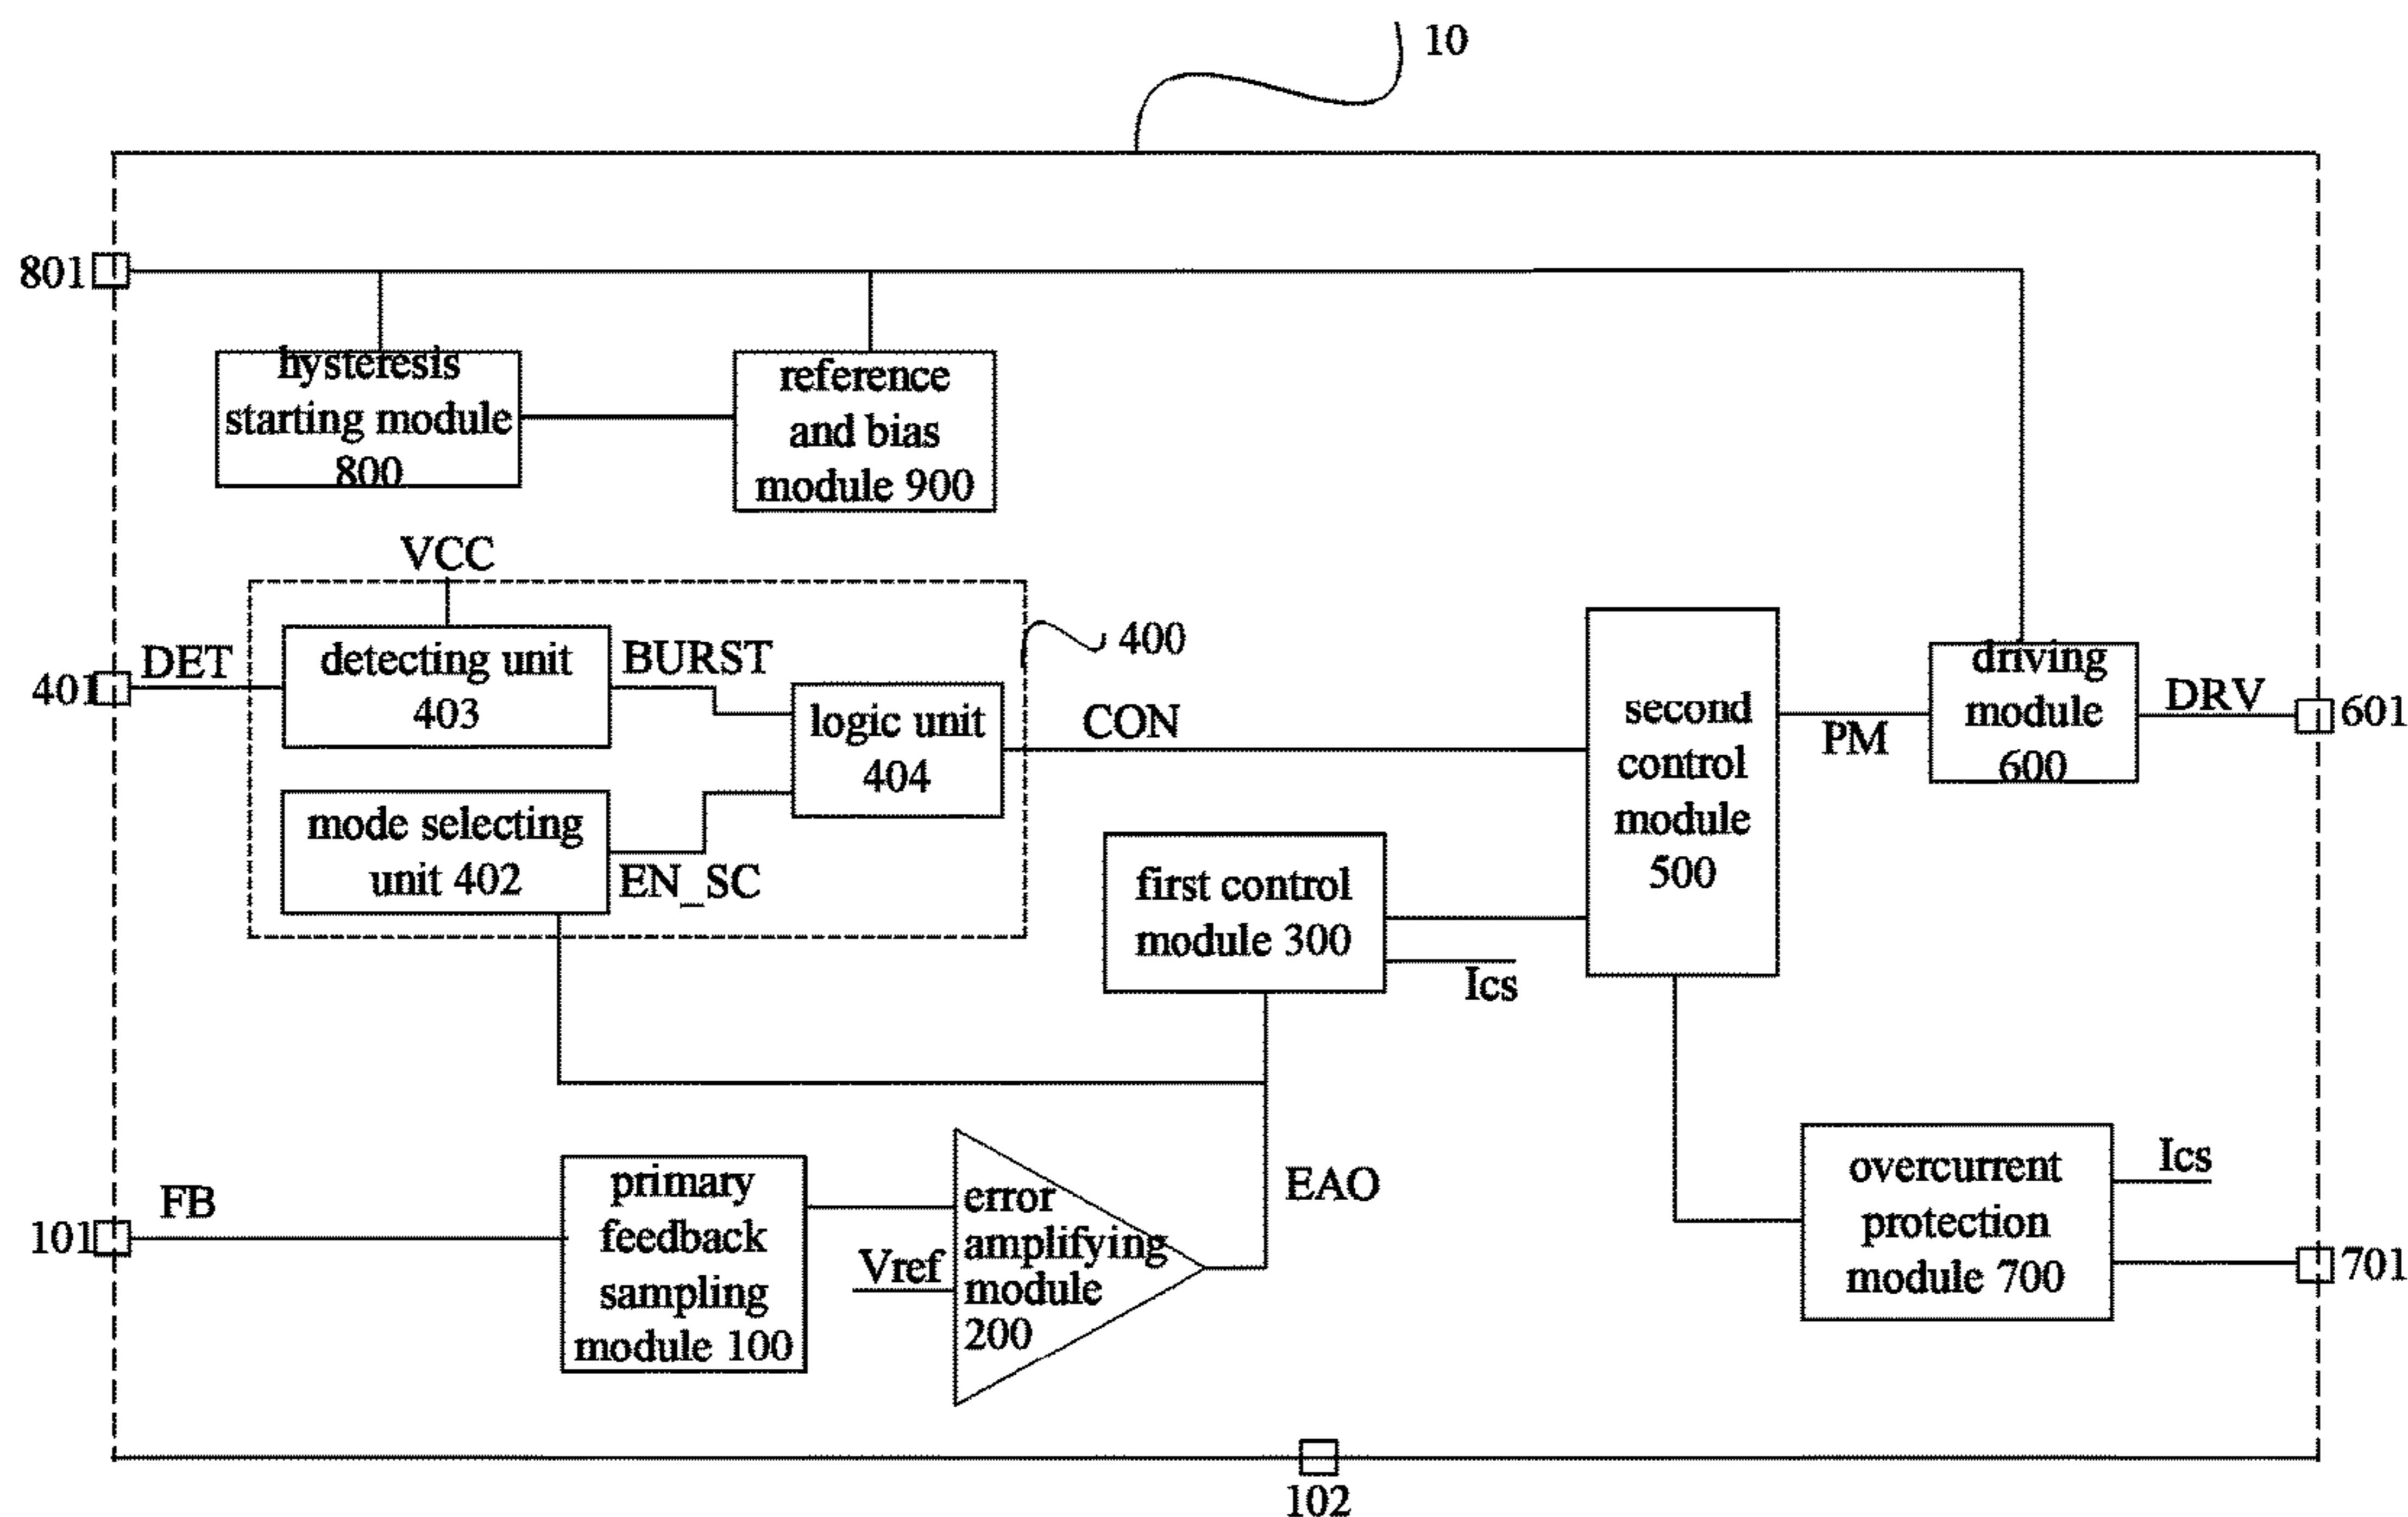 10
801
hysteresis
starting module
800
reference
and bias
module 900
VCC
400
401
DET
detecting unit
403
BURST
logic unit
404
CON
mode selecting
unit 402
EN_SC
second
control
module
500
PM
driving
module
600
DRV
601
first control
module 300
Ics
101
FB
primary
feedback
sampling
module 100
Vref
error
amplifying
module
200
EAO
overcurrent
protection
module 700
Ics
701
102